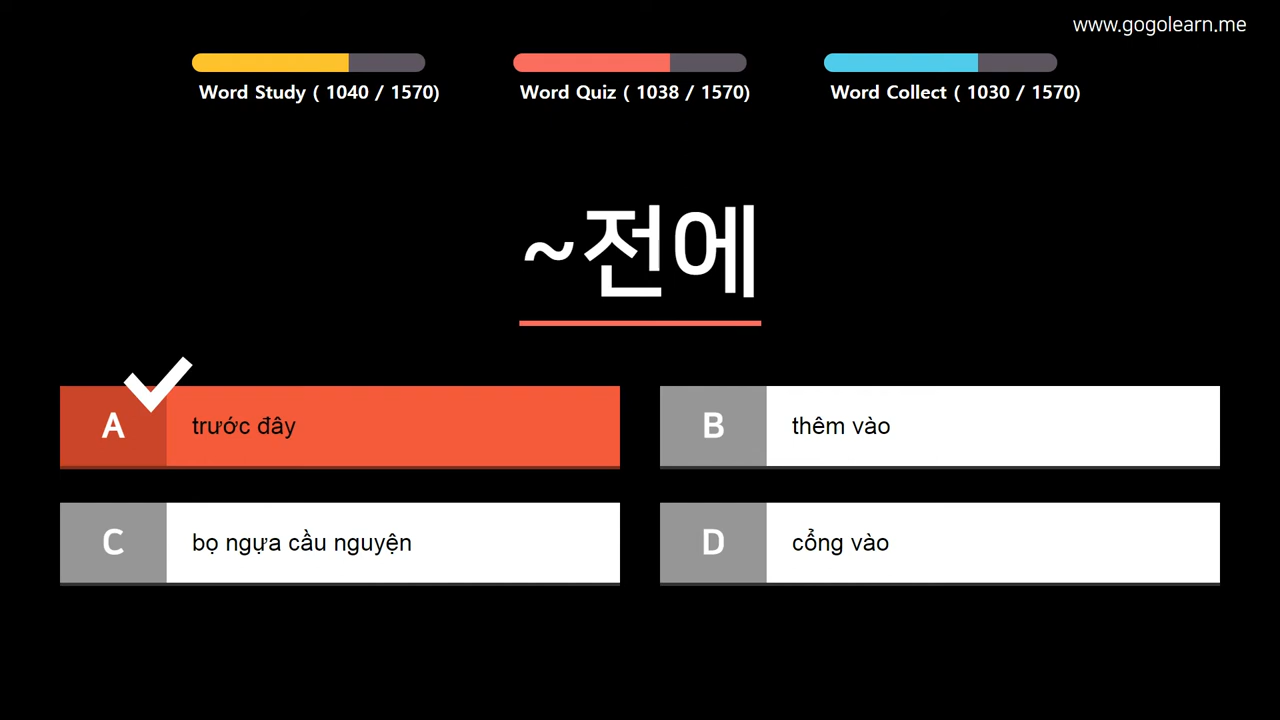 www.gogolearn.me
Word Study ( 1040 / 1570)
Word Quiz ( 1038 / 1570)
Word Collect ( 1030 / 1570)
~전에
A trước đây
B thêm vào
C bọ ngựa cầu nguyện
D cổng vào